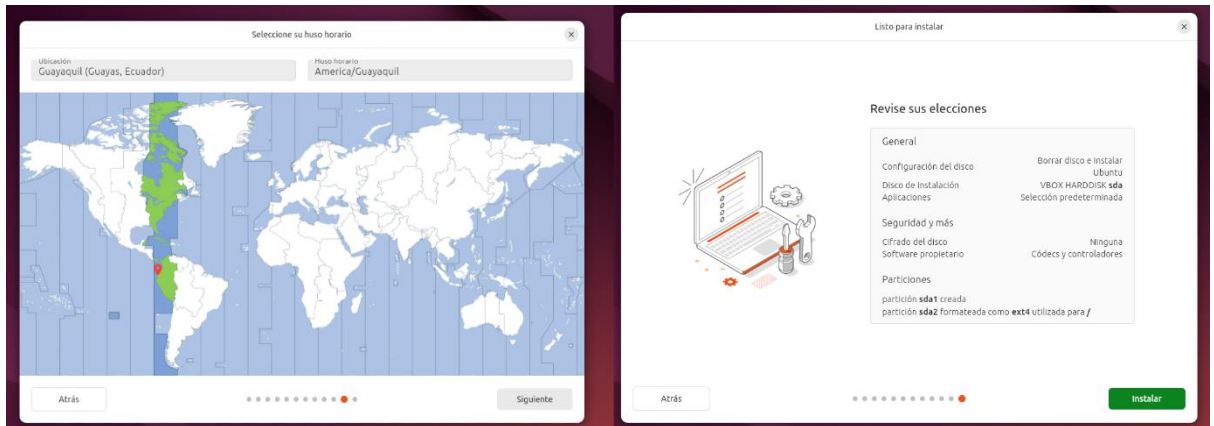 Seleccione su huso horario
Ubicación
Guayaquil (Guayas, Ecuador)
Huso horario
America/Guayaquil
Atrás
Siguiente
Listo para instalar
Revise sus elecciones
General
Configuración del disco
Borrar disco e instalar
Ubuntu
Disco de instalación
VBOX HARDDISK sda
Aplicaciones
Selección predeterminada
Seguridad y más
Cifrado del disco
Ninguna
Software propietario
Códecs y controladores
Particiones
partición sda1 creada
partición sda2 formateada como ext4 utilizada para /
Atrás
Instalar